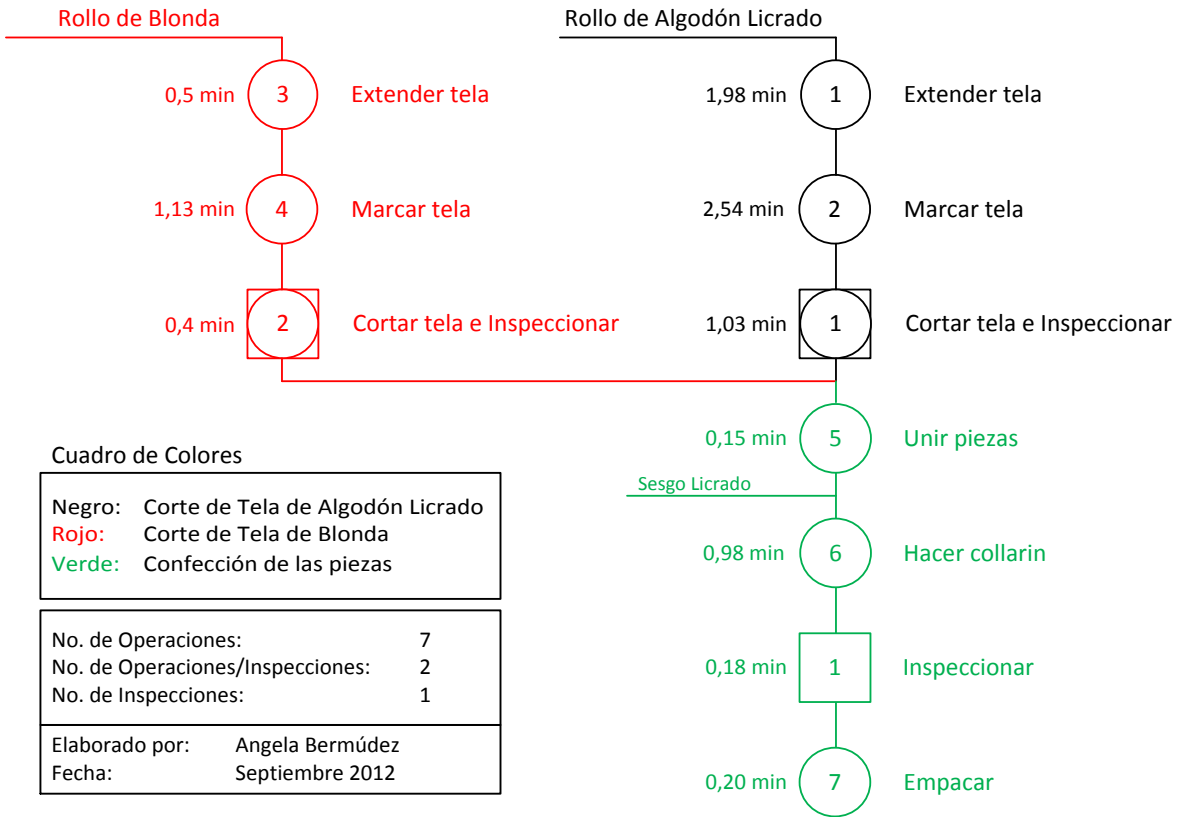 Rollo de Blonda
Rollo de Algodón Licrado
0,5 min 3 Extender tela
1,98 min 1 Extender tela
1,13 min 4 Marcar tela
2,54 min 2 Marcar tela
0,4 min 2 Cortar tela e Inspeccionar
1,03 min 1 Cortar tela e Inspeccionar
0,15 min 5 Unir piezas
Sesgo Licrado
0,98 min 6 Hacer collarin
0,18 min 1 Inspeccionar
0,20 min 7 Empacar
Cuadro de Colores
Negro: Corte de Tela de Algodón Licrado
Rojo: Corte de Tela de Blonda
Verde: Confección de las piezas
No. de Operaciones: 7
No. de Operaciones/Inspecciones: 2
No. de Inspecciones: 1
Elaborado por: Angela Bermúdez
Fecha: Septiembre 2012